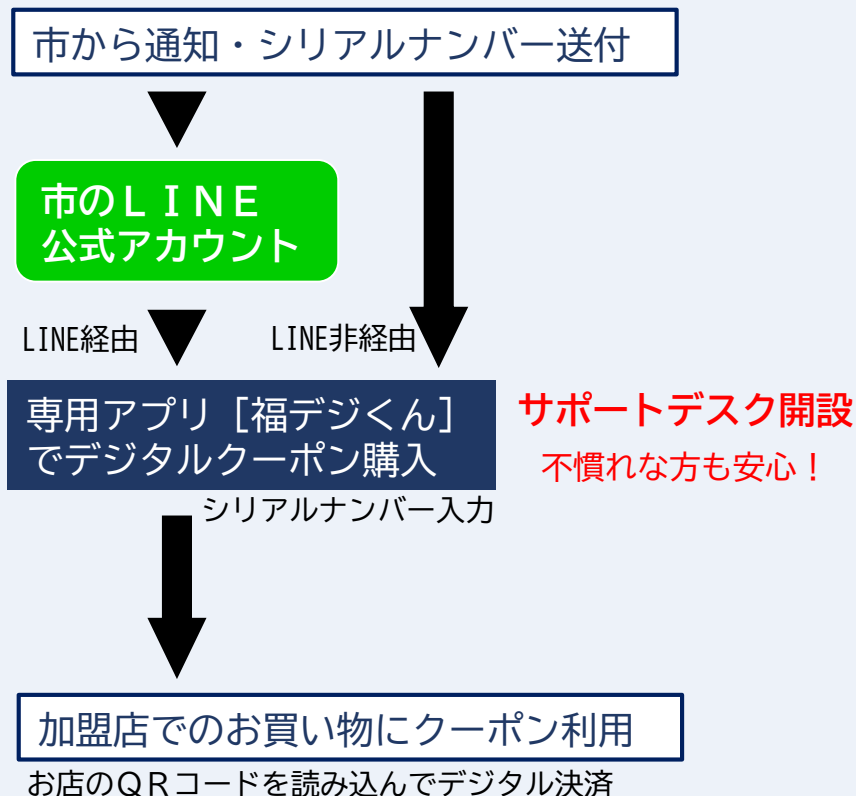 市から通知・シリアルナンバー送付
市のＬＩＮＥ
公式アカウント
LINE経由
LINE非経由
専用アプリ［福デジくん］
でデジタルクーポン購入
サポートデスク開設
不慣れな方も安心！
シリアルナンバー入力
加盟店でのお買い物にクーポン利用
お店のＱＲコードを読み込んでデジタル決済